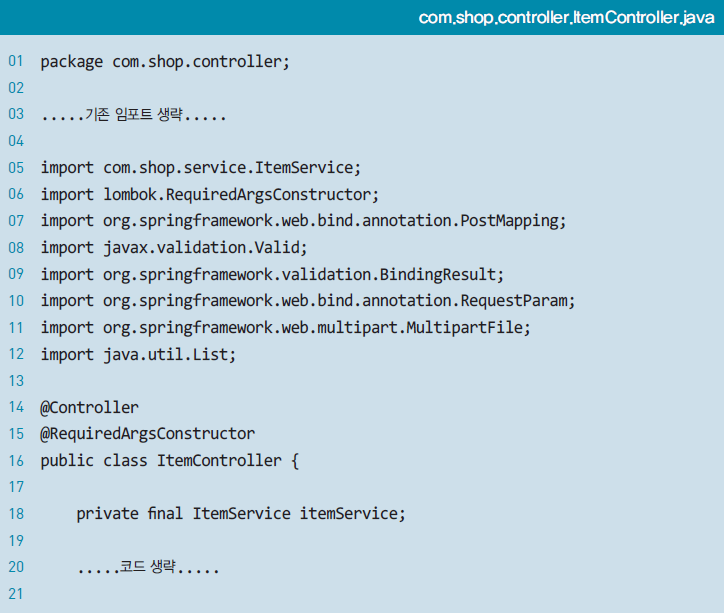 com.shop.controller.ItemController.java
01 package com.shop.controller;
02
03 .....기존 임포트 생략.....
04
05 import com.shop.service.ItemService;
06 import lombok.RequiredArgsConstructor;
07 import org.springframework.web.bind.annotation.PostMapping;
08 import javax.validation.Valid;
09 import org.springframework.validation.BindingResult;
10 import org.springframework.web.bind.annotation.RequestParam;
11 import org.springframework.web.multipart.MultipartFile;
12 import java.util.List;
13
14 @Controller
15 @RequiredArgsConstructor
16 public class ItemController {
17
18     private final ItemService itemService;
19
20     .....코드 생략.....
21